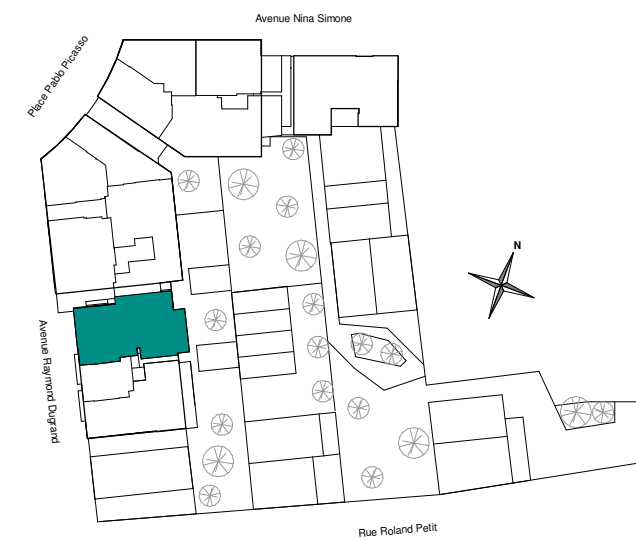 Avenue Nina Simone
Place Pablo Picasso
N
Avenue Raymond Dugrand
Rue Roland Petit